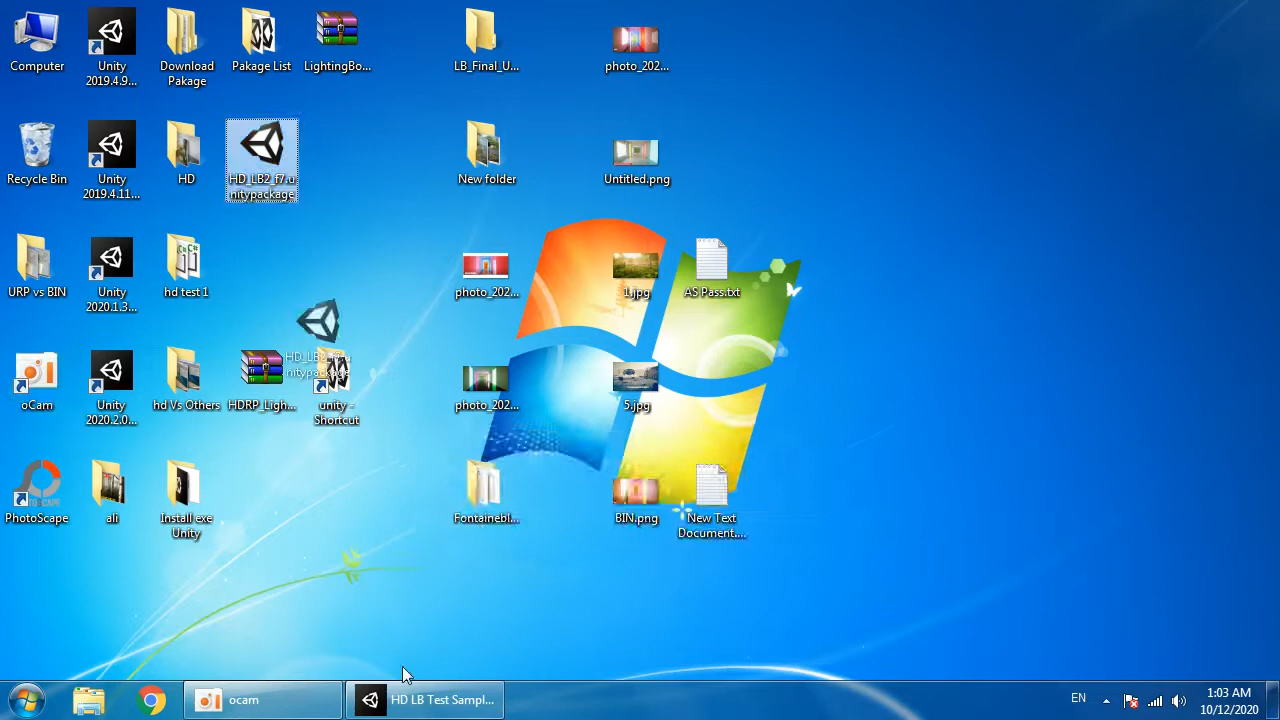 Computer
Unity
2019.4.9...
Download
Pakage
Pakage List
LightingBo...
LB_Final_U...
photo_202...
Recycle Bin
Unity
2019.4.11...
HD
HD_LB2_f7.u
nitypackage
New folder
Untitled.png
URP vs BIN
Unity
2020.1.3...
hd test 1
photo_202...
1.jpg
AS Pass.txt
HD_LB2_f7.u
nitypackage
oCam
Unity
2020.2.0...
hd Vs Others
HDRP_Ligh...
unity -
Shortcut
photo_202...
5.jpg
PhotoScape
ali
Install exe
Unity
Fontainebl...
BIN.png
New Text
Document....
ocam
HD LB Test Sampl...
EN
1:03 AM
10/12/2020